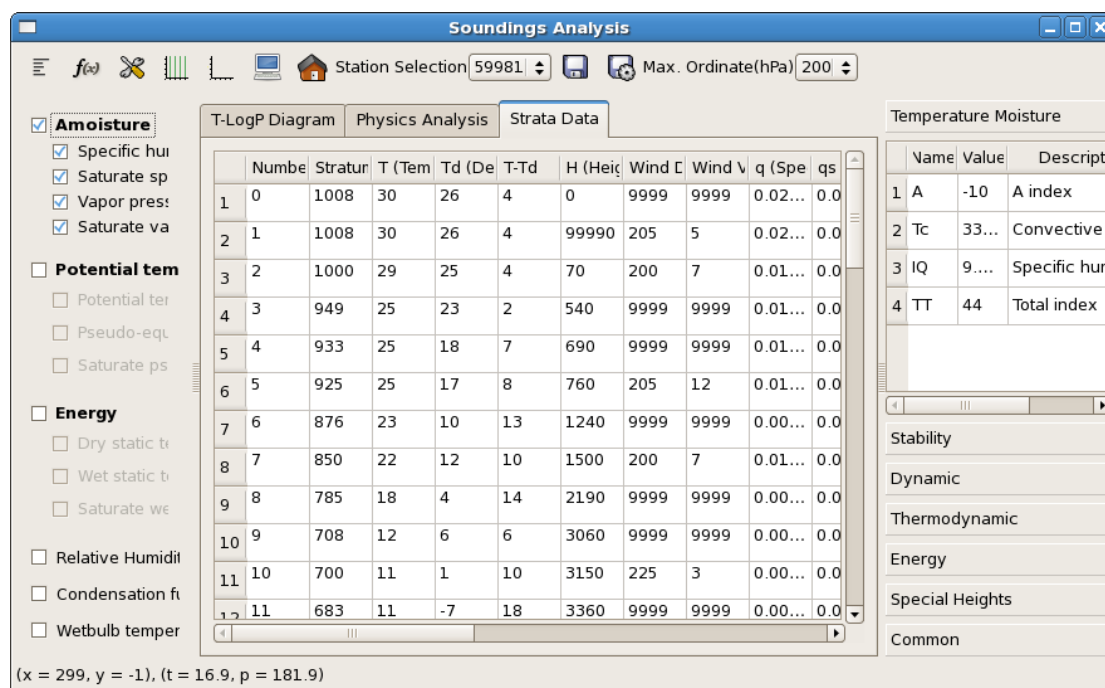 Soundings Analysis
f(x) Station Selection 59981 Max. Ordinate(hPa) 200
Amoisture
Specific hui
Saturate sp
Vapor press
Saturate va
Potential tem
Potential ter
Pseudo-equ
Saturate ps
Energy
Dry static te
Wet static te
Saturate we
Relative Humidit
Condensation fu
Wetbulb temper
T-LogP Diagram Physics Analysis Strata Data
Numbe Stratur T (Tem Td (De T-Td H (Heig Wind D Wind V q (Spe qs
1 0 1008 30 26 4 0 9999 9999 0.02... 0.0
2 1 1008 30 26 4 99990 205 5 0.02... 0.0
3 2 1000 29 25 4 70 200 7 0.01... 0.0
4 3 949 25 23 2 540 9999 9999 0.01... 0.0
5 4 933 25 18 7 690 9999 9999 0.01... 0.0
6 5 925 25 17 8 760 205 12 0.01... 0.0
7 6 876 23 10 13 1240 9999 9999 0.00... 0.0
8 7 850 22 12 10 1500 200 7 0.01... 0.0
9 8 785 18 4 14 2190 9999 9999 0.00... 0.0
10 9 708 12 6 6 3060 9999 9999 0.00... 0.0
11 10 700 11 1 10 3150 225 3 0.00... 0.0
12 11 683 11 -7 18 3360 9999 9999 0.00... 0.0
Temperature Moisture
Name Value Descript
1 A -10 A index
2 Tc 33... Convective
3 IQ 9.... Specific hur
4 TT 44 Total index
Stability
Dynamic
Thermodynamic
Energy
Special Heights
Common
(x = 299, y = -1), (t = 16.9, p = 181.9)